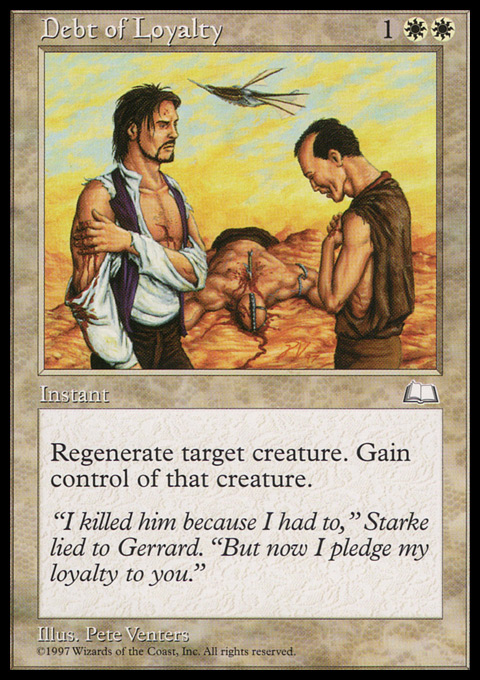 Debt of Loyalty 1
Instant
Regenerate target creature. Gain
control of that creature.
“I killed him because I had to,” Starke
lied to Gerrard. “But now I pledge my
loyalty to you.”
Illus. Pete Venters
©1997 Wizards of the Coast, Inc. All rights reserved.